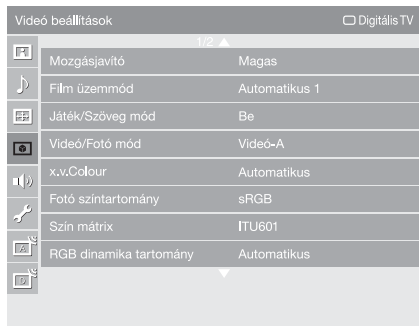 Videó beállítások Digitális TV
1/2
Mozgásjavító Magas
Film üzemmód Automatikus 1
Játék/Szöveg mód Be
Videó/Fotó mód Videó-A
x.v.Colour Automatikus
Fotó színtartomány sRGB
Szín mátrix ITU601
RGB dinamika tartomány Automatikus
A
D